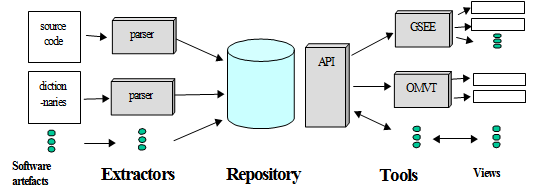 source
code
parser
GSEE
API
diction
-naries
parser
OMVT
Software
artefacts
Extractors
Repository
Tools
Views